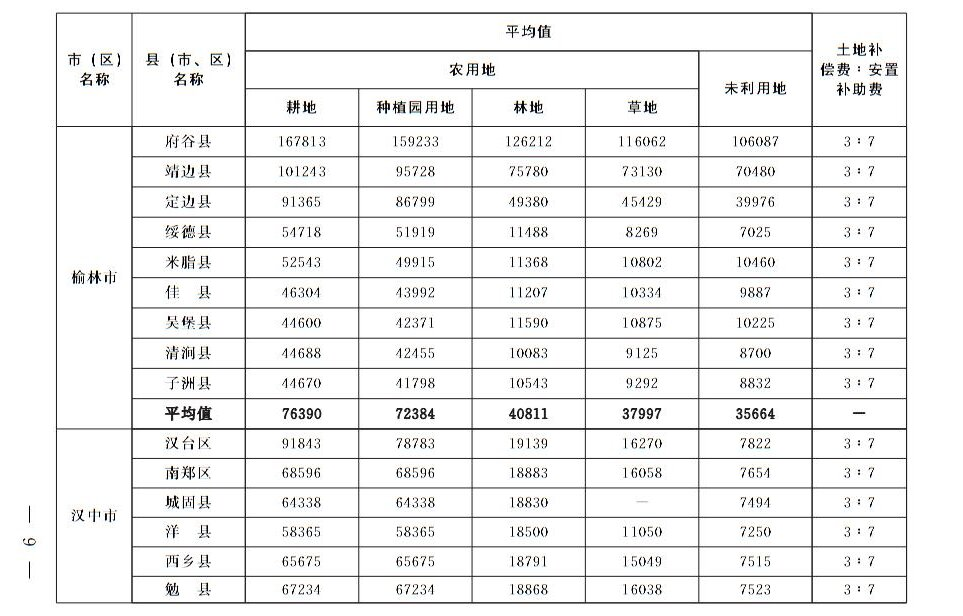 市（区）名称 县（市、区）名称 平均值 土地补偿费：安置补助费
农用地 未利用地
耕地 种植园用地 林地 草地
榆林市 府谷县 167813 159233 126212 116062 106087 3：7
靖边县 101243 95728 75780 73130 70480 3：7
定边县 91365 86799 49380 45429 39976 3：7
绥德县 54718 51919 11488 8269 7025 3：7
米脂县 52543 49915 11368 10802 10460 3：7
佳 县 46304 43992 11207 10334 9887 3：7
吴堡县 44600 42371 11590 10875 10225 3：7
清涧县 44688 42455 10083 9125 8700 3：7
子洲县 44670 41798 10543 9292 8832 3：7
平均值 76390 72384 40811 37997 35664 —
汉中市 汉台区 91843 78783 19139 16270 7822 3：7
南郑区 68596 68596 18883 16058 7654 3：7
城固县 64338 64338 18830 — 7494 3：7
洋 县 58365 58365 18500 11050 7250 3：7
西乡县 65675 65675 18791 15049 7515 3：7
勉 县 67234 67234 18868 16038 7523 3：7
— 9 —